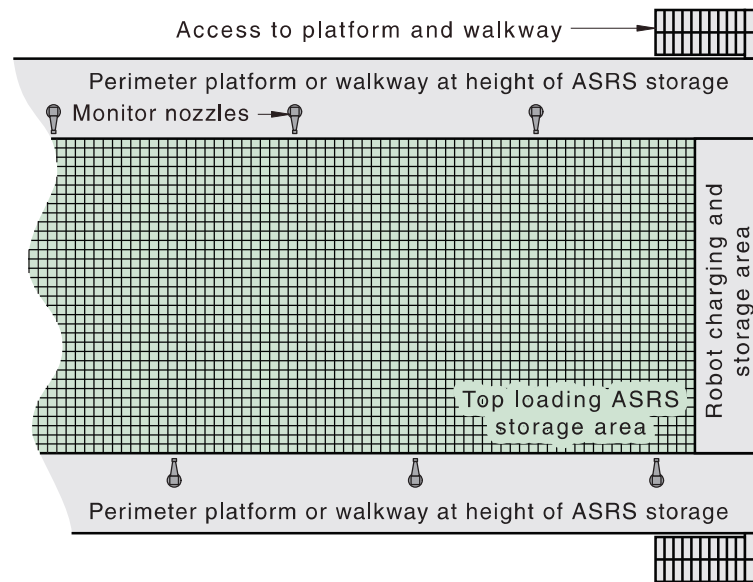 Access to platform and walkway
Perimeter platform or walkway at height of ASRS storage
Monitor nozzles
Robot charging and
storage area
Top loading ASRS
storage area
Perimeter platform or walkway at height of ASRS storage